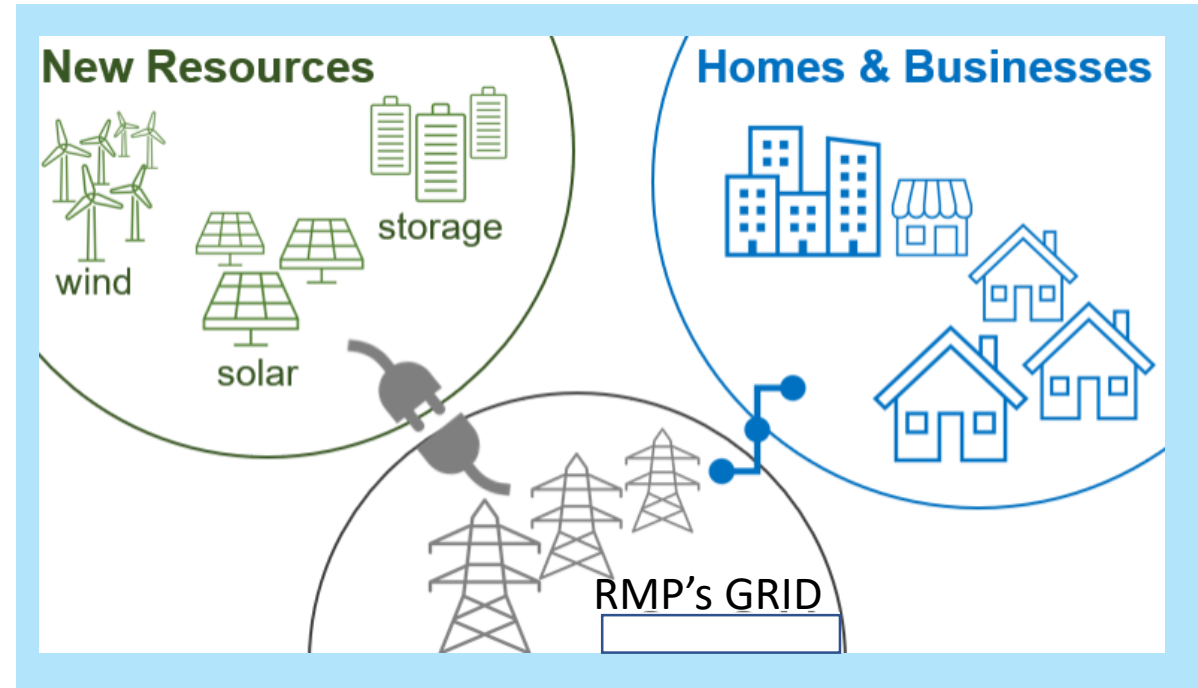 New Resources
Homes & Businesses
storage
wind
solar
RMP's GRID